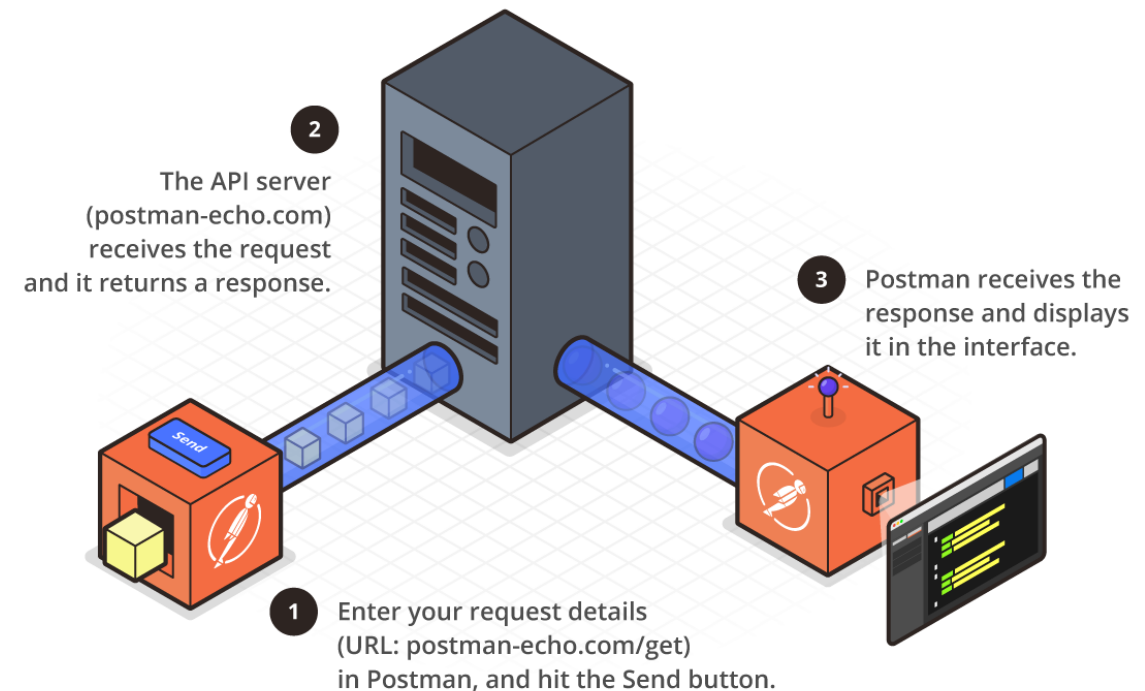 2
The API server
(postman-echo.com)
receives the request
and it returns a response.
3
Postman receives the
response and displays
it in the interface.
Send
1
Enter your request details
(URL: postman-echo.com/get)
in Postman, and hit the Send button.